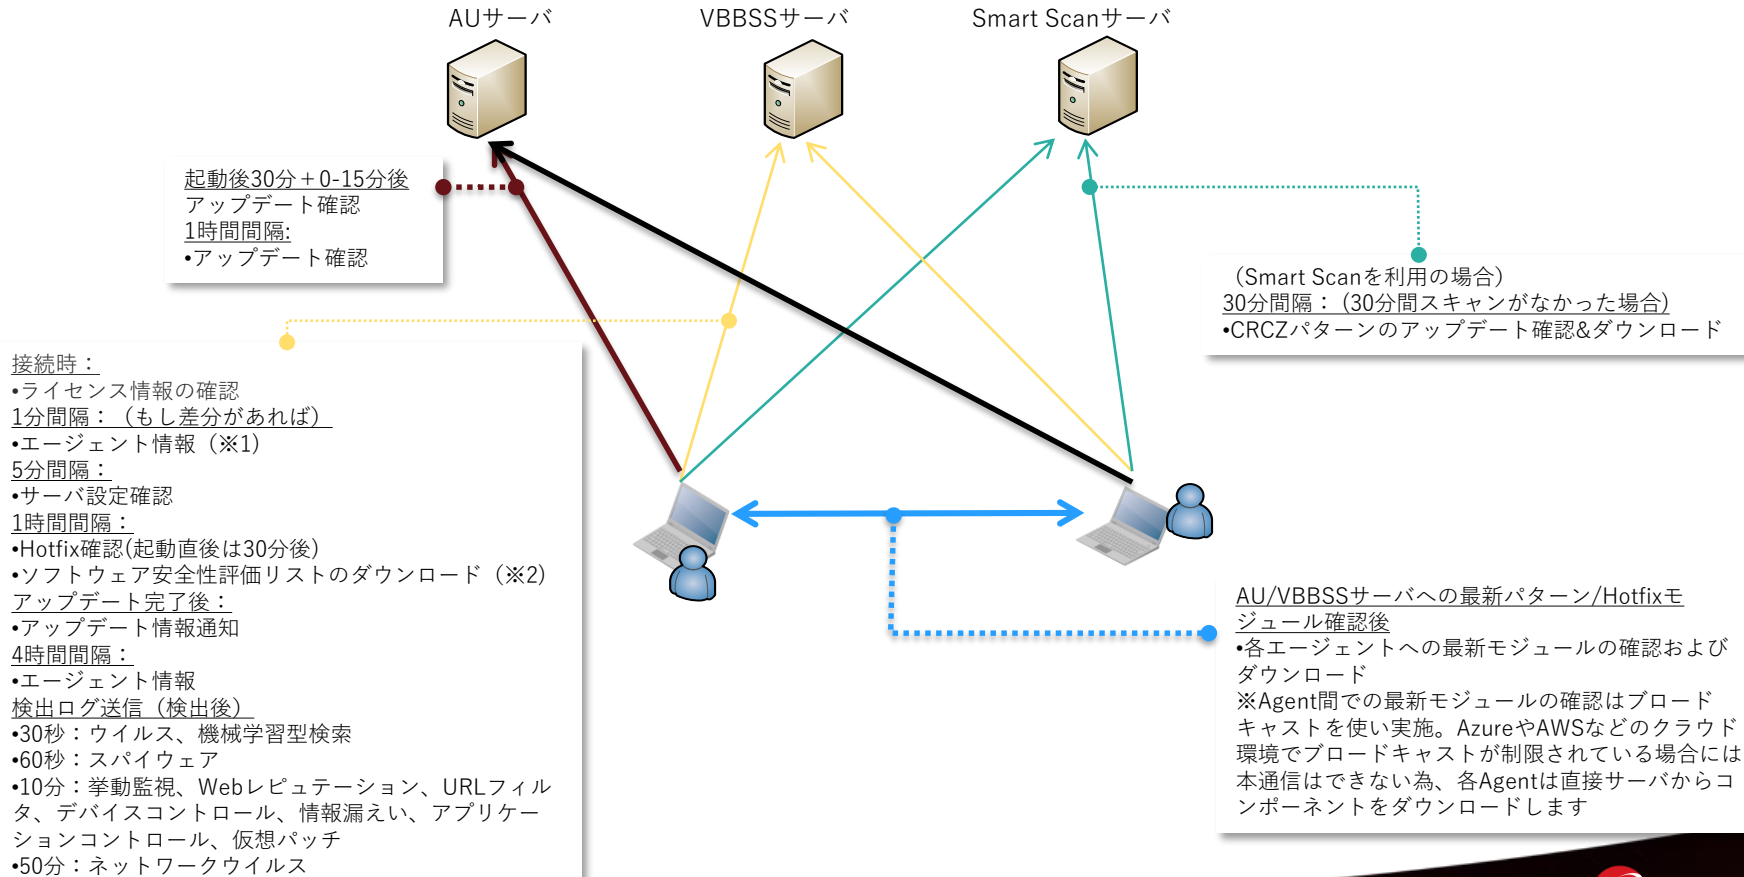 AUサーバ
VBBSSサーバ
Smart Scanサーバ
起動後30分＋0-15分後
アップデート確認
1時間間隔:
•アップデート確認
（Smart Scanを利用の場合）
30分間隔： (30分間スキャンがなかった場合)
•CRCZパターンのアップデート確認&ダウンロード
接続時：
•ライセンス情報の確認
1分間隔：（もし差分があれば）
•エージェント情報（※1)
5分間隔：
•サーバ設定確認
1時間間隔：
•Hotfix確認(起動直後は30分後)
•ソフトウェア安全性評価リストのダウンロード（※2)
アップデート完了後：
•アップデート情報通知
4時間間隔：
•エージェント情報
検出ログ送信（検出後）
•30秒：ウイルス、機械学習型検索
•60秒：スパイウェア
•10分：挙動監視、Webレピュテーション、URLフィル
タ、デバイスコントロール、情報漏えい、アプリケー
ションコントロール、仮想パッチ
•50分：ネットワークウイルス
AU/VBBSSサーバへの最新パターン/Hotfixモ
ジュール確認後
•各エージェントへの最新モジュールの確認および
ダウンロード
※Agent間での最新モジュールの確認はブロード
キャストを使い実施。AzureやAWSなどのクラウド
環境でブロードキャストが制限されている場合には
本通信はできない為、各Agentは直接サーバからコ
ンポーネントをダウンロードします